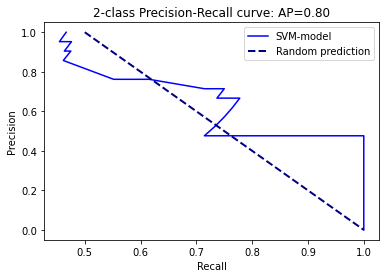 2-class Precision-Recall curve: AP=0.80
SVM-model
Random prediction
Precision
1.0
0.8
0.6
0.4
0.2
0.0
0.5 0.6 0.7 0.8 0.9 1.0
Recall